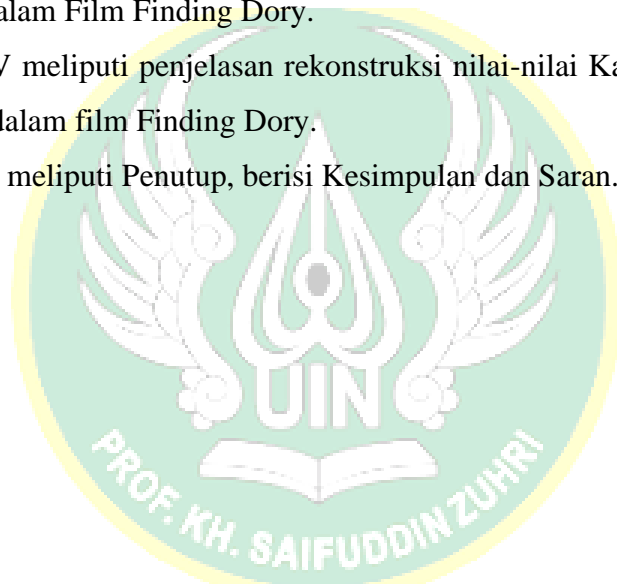 alam Film Finding Dory.
V meliputi penjelasan rekonstruksi nilai-nilai Ka
dalam film Finding Dory.
meliputi Penutup, berisi Kesimpulan dan Saran.
UIN
PROF. KH. SAIFUDDIN ZUHRI